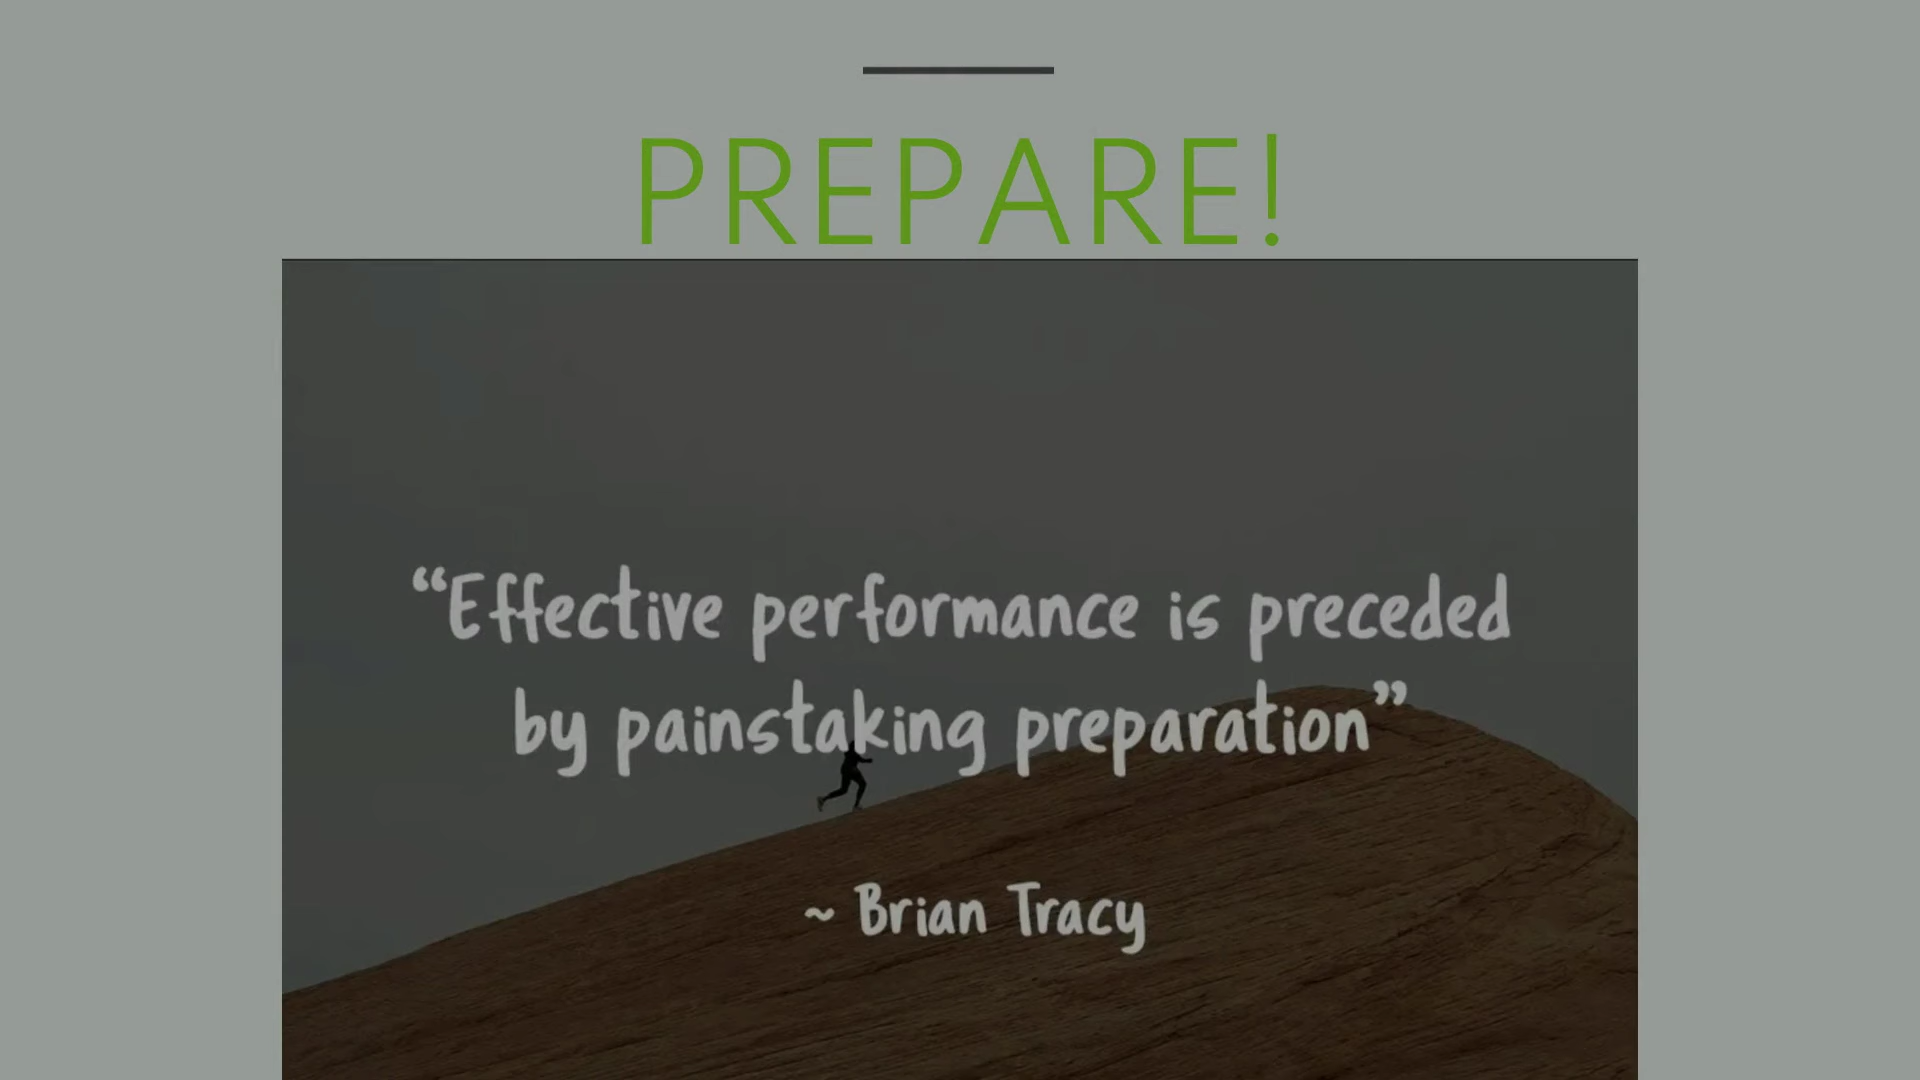 PREPARE!
“Effective performance is preceded
by painstaking preparation”
~ Brian Tracy